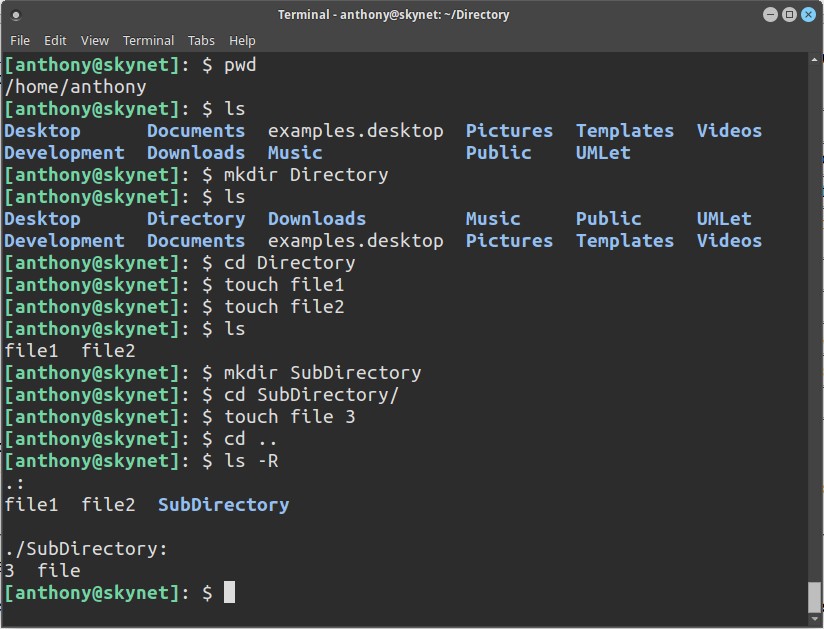 Terminal - anthony@skynet: ~/Directory
File Edit View Terminal Tabs Help
[anthony@skynet]: $ pwd
/home/anthony
[anthony@skynet]: $ ls
Desktop Documents examples.desktop Pictures Templates Videos
Development Downloads Music Public UMLet
[anthony@skynet]: $ mkdir Directory
[anthony@skynet]: $ ls
Desktop Directory Downloads Music Public UMLet
Development Documents examples.desktop Pictures Templates Videos
[anthony@skynet]: $ cd Directory
[anthony@skynet]: $ touch file1
[anthony@skynet]: $ touch file2
[anthony@skynet]: $ ls
file1 file2
[anthony@skynet]: $ mkdir SubDirectory
[anthony@skynet]: $ cd SubDirectory/
[anthony@skynet]: $ touch file 3
[anthony@skynet]: $ cd ..
[anthony@skynet]: $ ls -R
.:
file1 file2 SubDirectory
./SubDirectory:
3 file
[anthony@skynet]: $